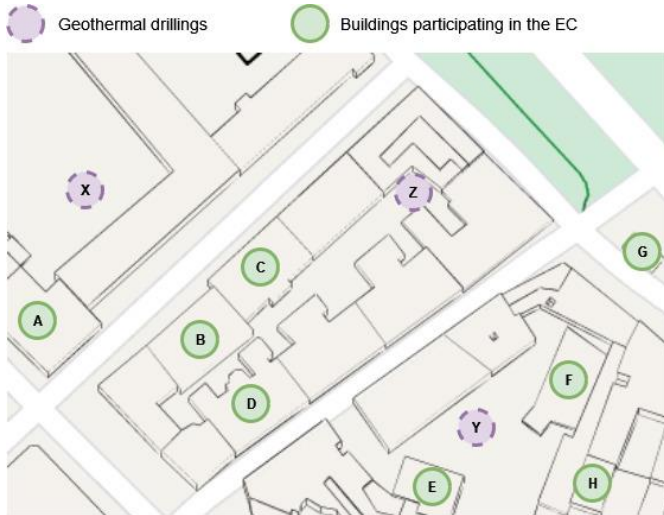 Geothermal drillings
Buildings participating in the EC
X
Z
C
G
A
B
F
D
Y
E
H